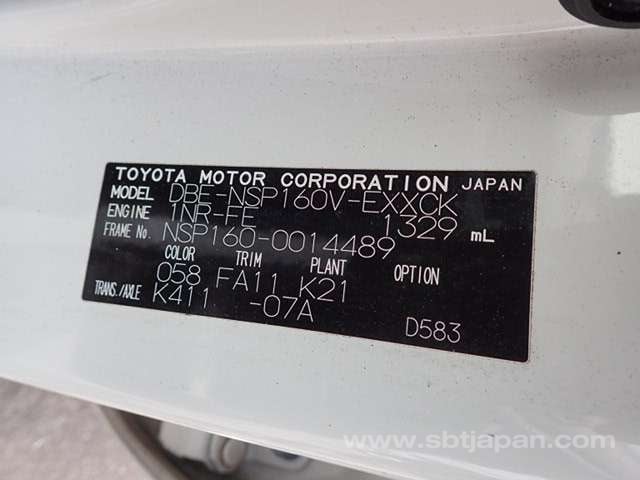 TOYOTA MOTOR CORPORATION JAPAN
MODEL DBE-NSP160V-EXXCK
ENGINE 1NR-FE 1329 mL
FRAME No. NSP160-0014489
COLOR TRIM PLANT OPTION
058 FA11 K21
TRANS./AXLE K411 -07A
D583
www.sbtjapan.com